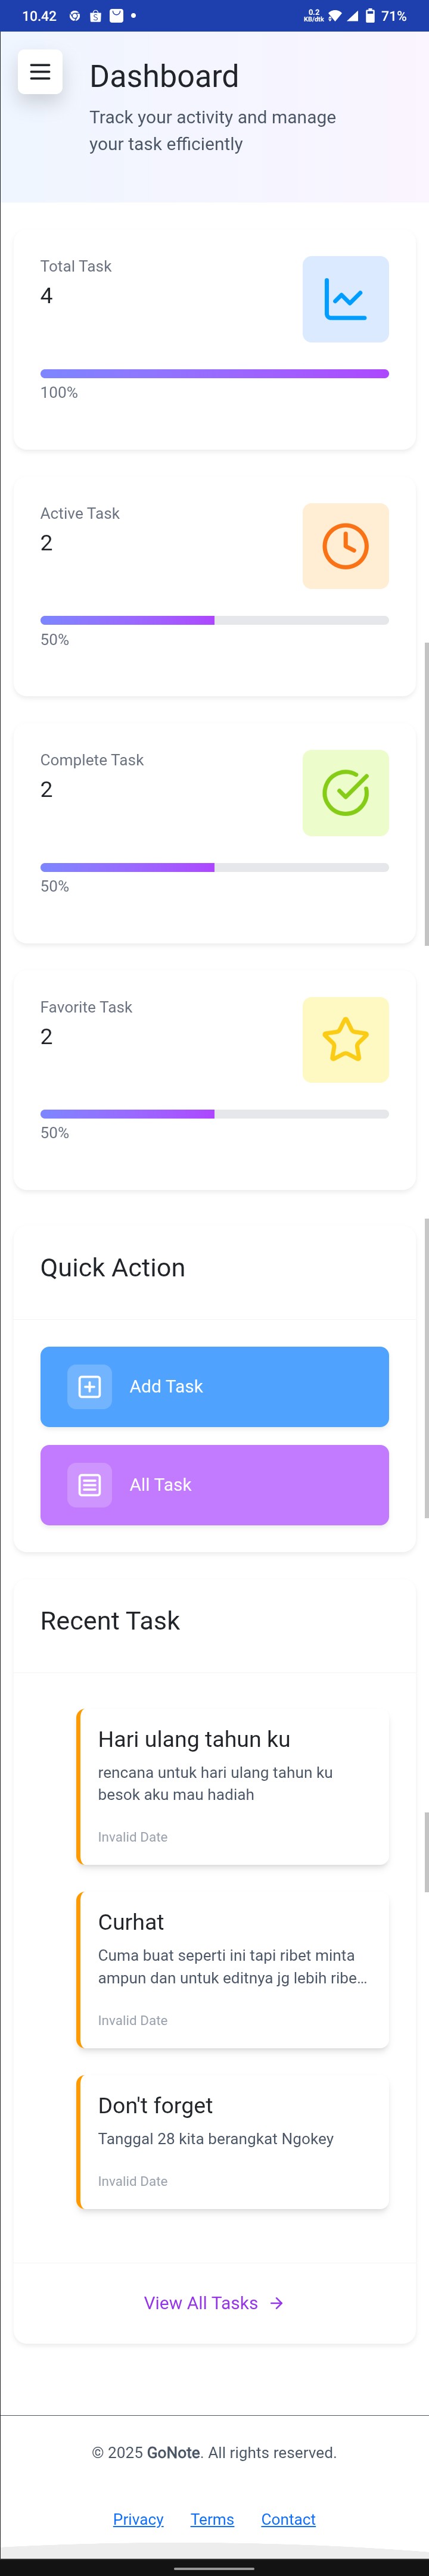 10.42
0.2
KB/dtk
71%
Dashboard
Track your activity and manage
your task efficiently
Total Task
4
100%
Active Task
2
50%
Complete Task
2
50%
Favorite Task
2
50%
Quick Action
Add Task
All Task
Recent Task
Hari ulang tahun ku
rencana untuk hari ulang tahun ku
besok aku mau hadiah
Invalid Date
Curhat
Cuma buat seperti ini tapi ribet minta
ampun dan untuk editnya jg lebih ribe...
Invalid Date
Don't forget
Tanggal 28 kita berangkat Ngokey
Invalid Date
View All Tasks
© 2025 GoNote. All rights reserved.
Privacy Terms Contact